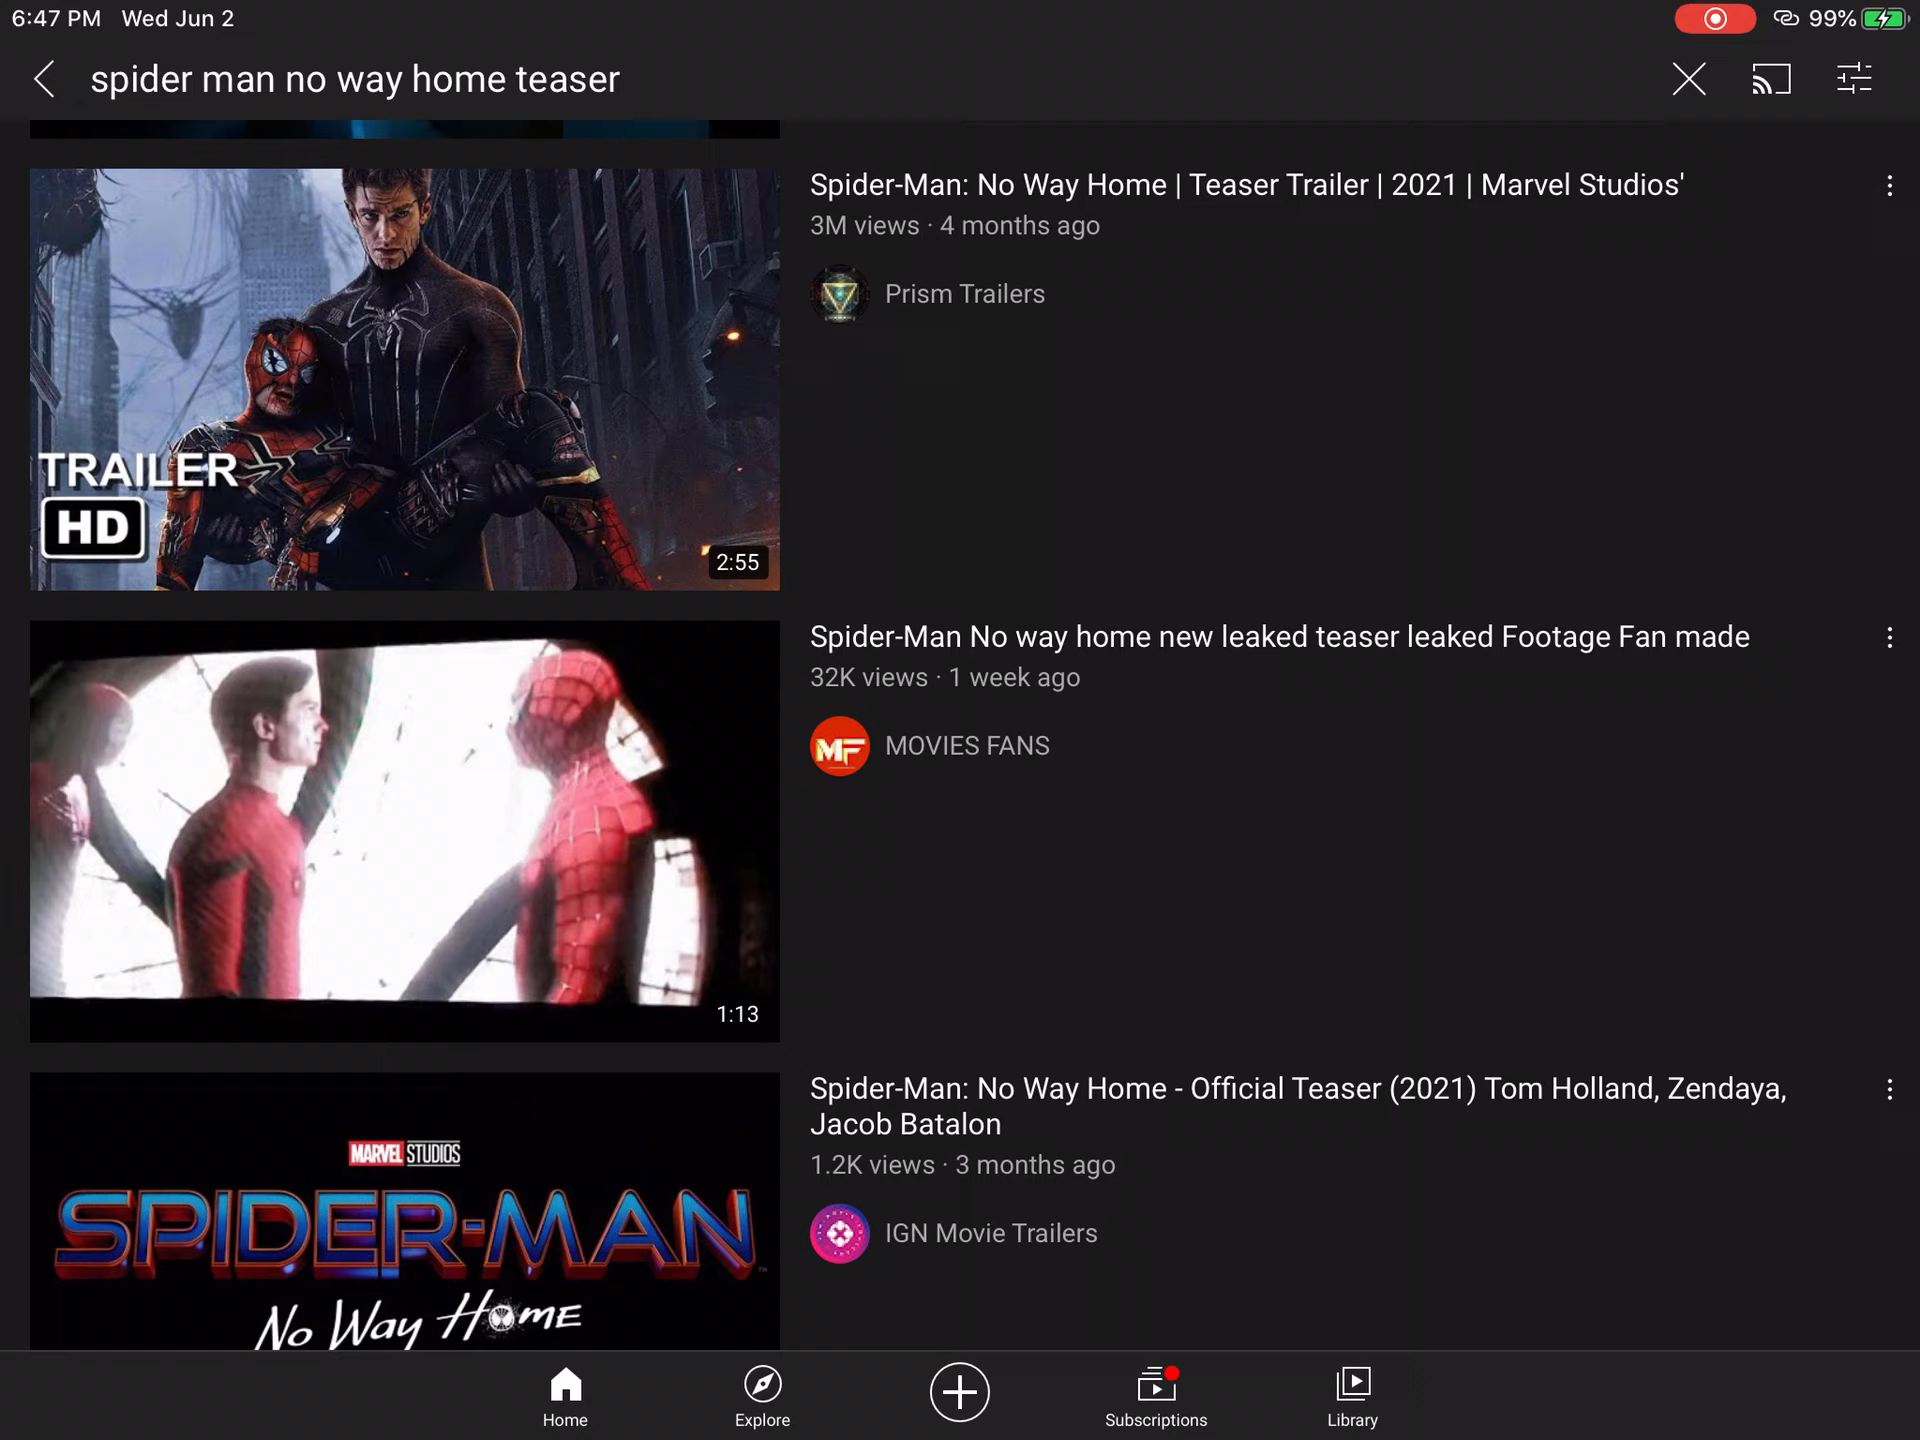 6:47 PM Wed Jun 2
99%
spider man no way home teaser
Spider-Man: No Way Home | Teaser Trailer | 2021 | Marvel Studios'
3M views · 4 months ago
Prism Trailers
TRAILER
HD
2:55
Spider-Man No way home new leaked teaser leaked Footage Fan made
32K views · 1 week ago
MF
MOVIES FANS
1:13
Spider-Man: No Way Home - Official Teaser (2021) Tom Holland, Zendaya,
Jacob Batalon
1.2K views · 3 months ago
IGN Movie Trailers
MARVEL STUDIOS
SPIDER-MAN
TM
No Way Home
Home
Explore
Subscriptions
Library